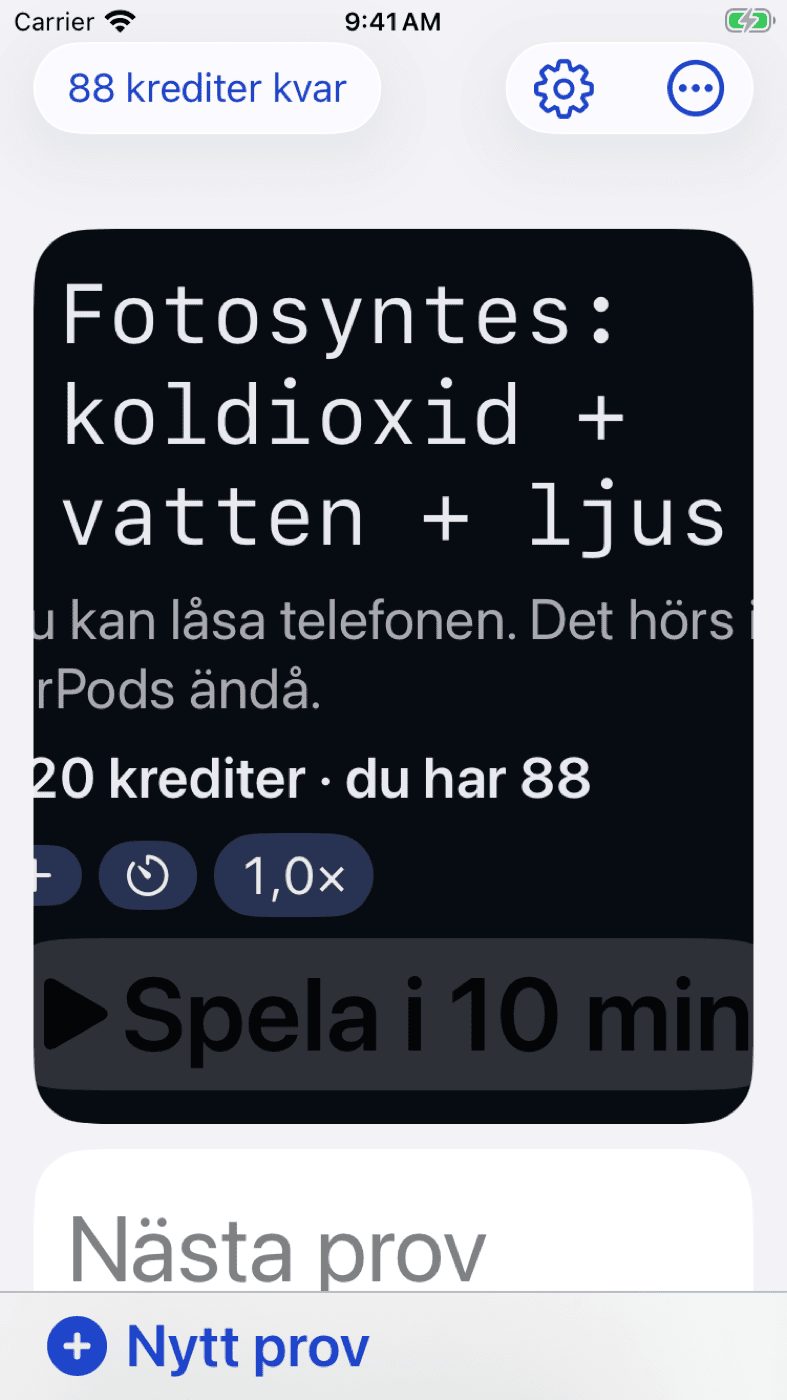 Carrier 9:41 AM
88 krediter kvar
Fotosyntes:
koldioxid +
vatten + ljus
kan låsa telefonen. Det hörs
ändå.
20 krediter · du har 88
+ 1,0×
Spela i 10 min
Nästa prov
Nytt prov